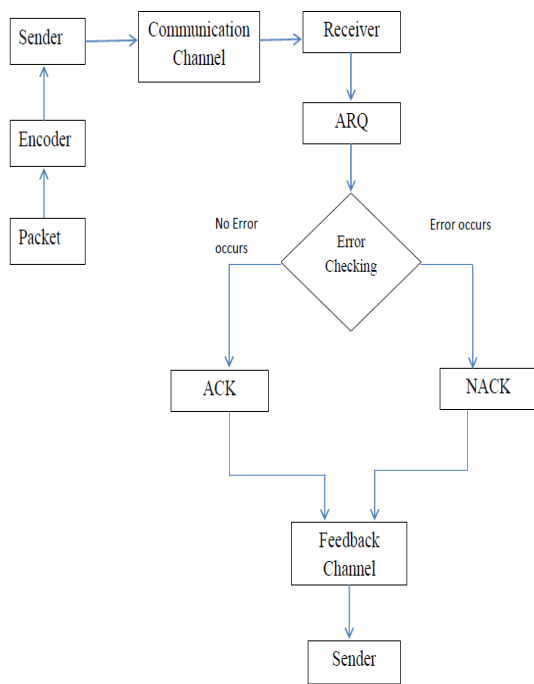 Sender
Communication
Channel
Receiver
Encoder
ARQ
Packet
No Error
occurs
Error
Checking
Error occurs
ACK
NACK
Feedback
Channel
Sender